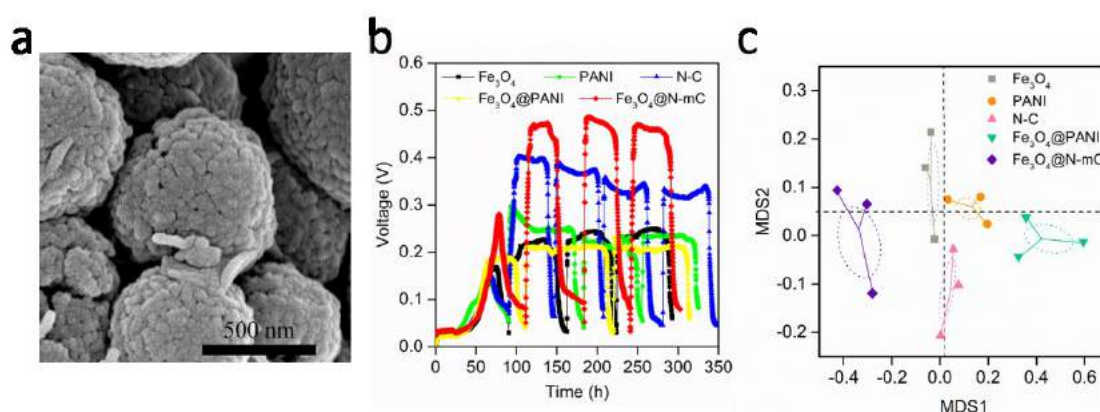 a
500 nm
b
Fe₃O₄ PANI N-C
Fe₃O₄@PANI Fe₃O₄@N-mC
0.6
0.5
0.4
0.3
0.2
0.1
0.0
Voltage (V)
0 50 100 150 200 250 300 350
Time (h)
c
Fe₃O₄
PANI
N-C
Fe₃O₄@PANI
Fe₃O₄@N-mC
0.3
0.2
0.1
0.0
-0.1
-0.2
MDS2
-0.4 -0.2 0.0 0.2 0.4 0.6
MDS1